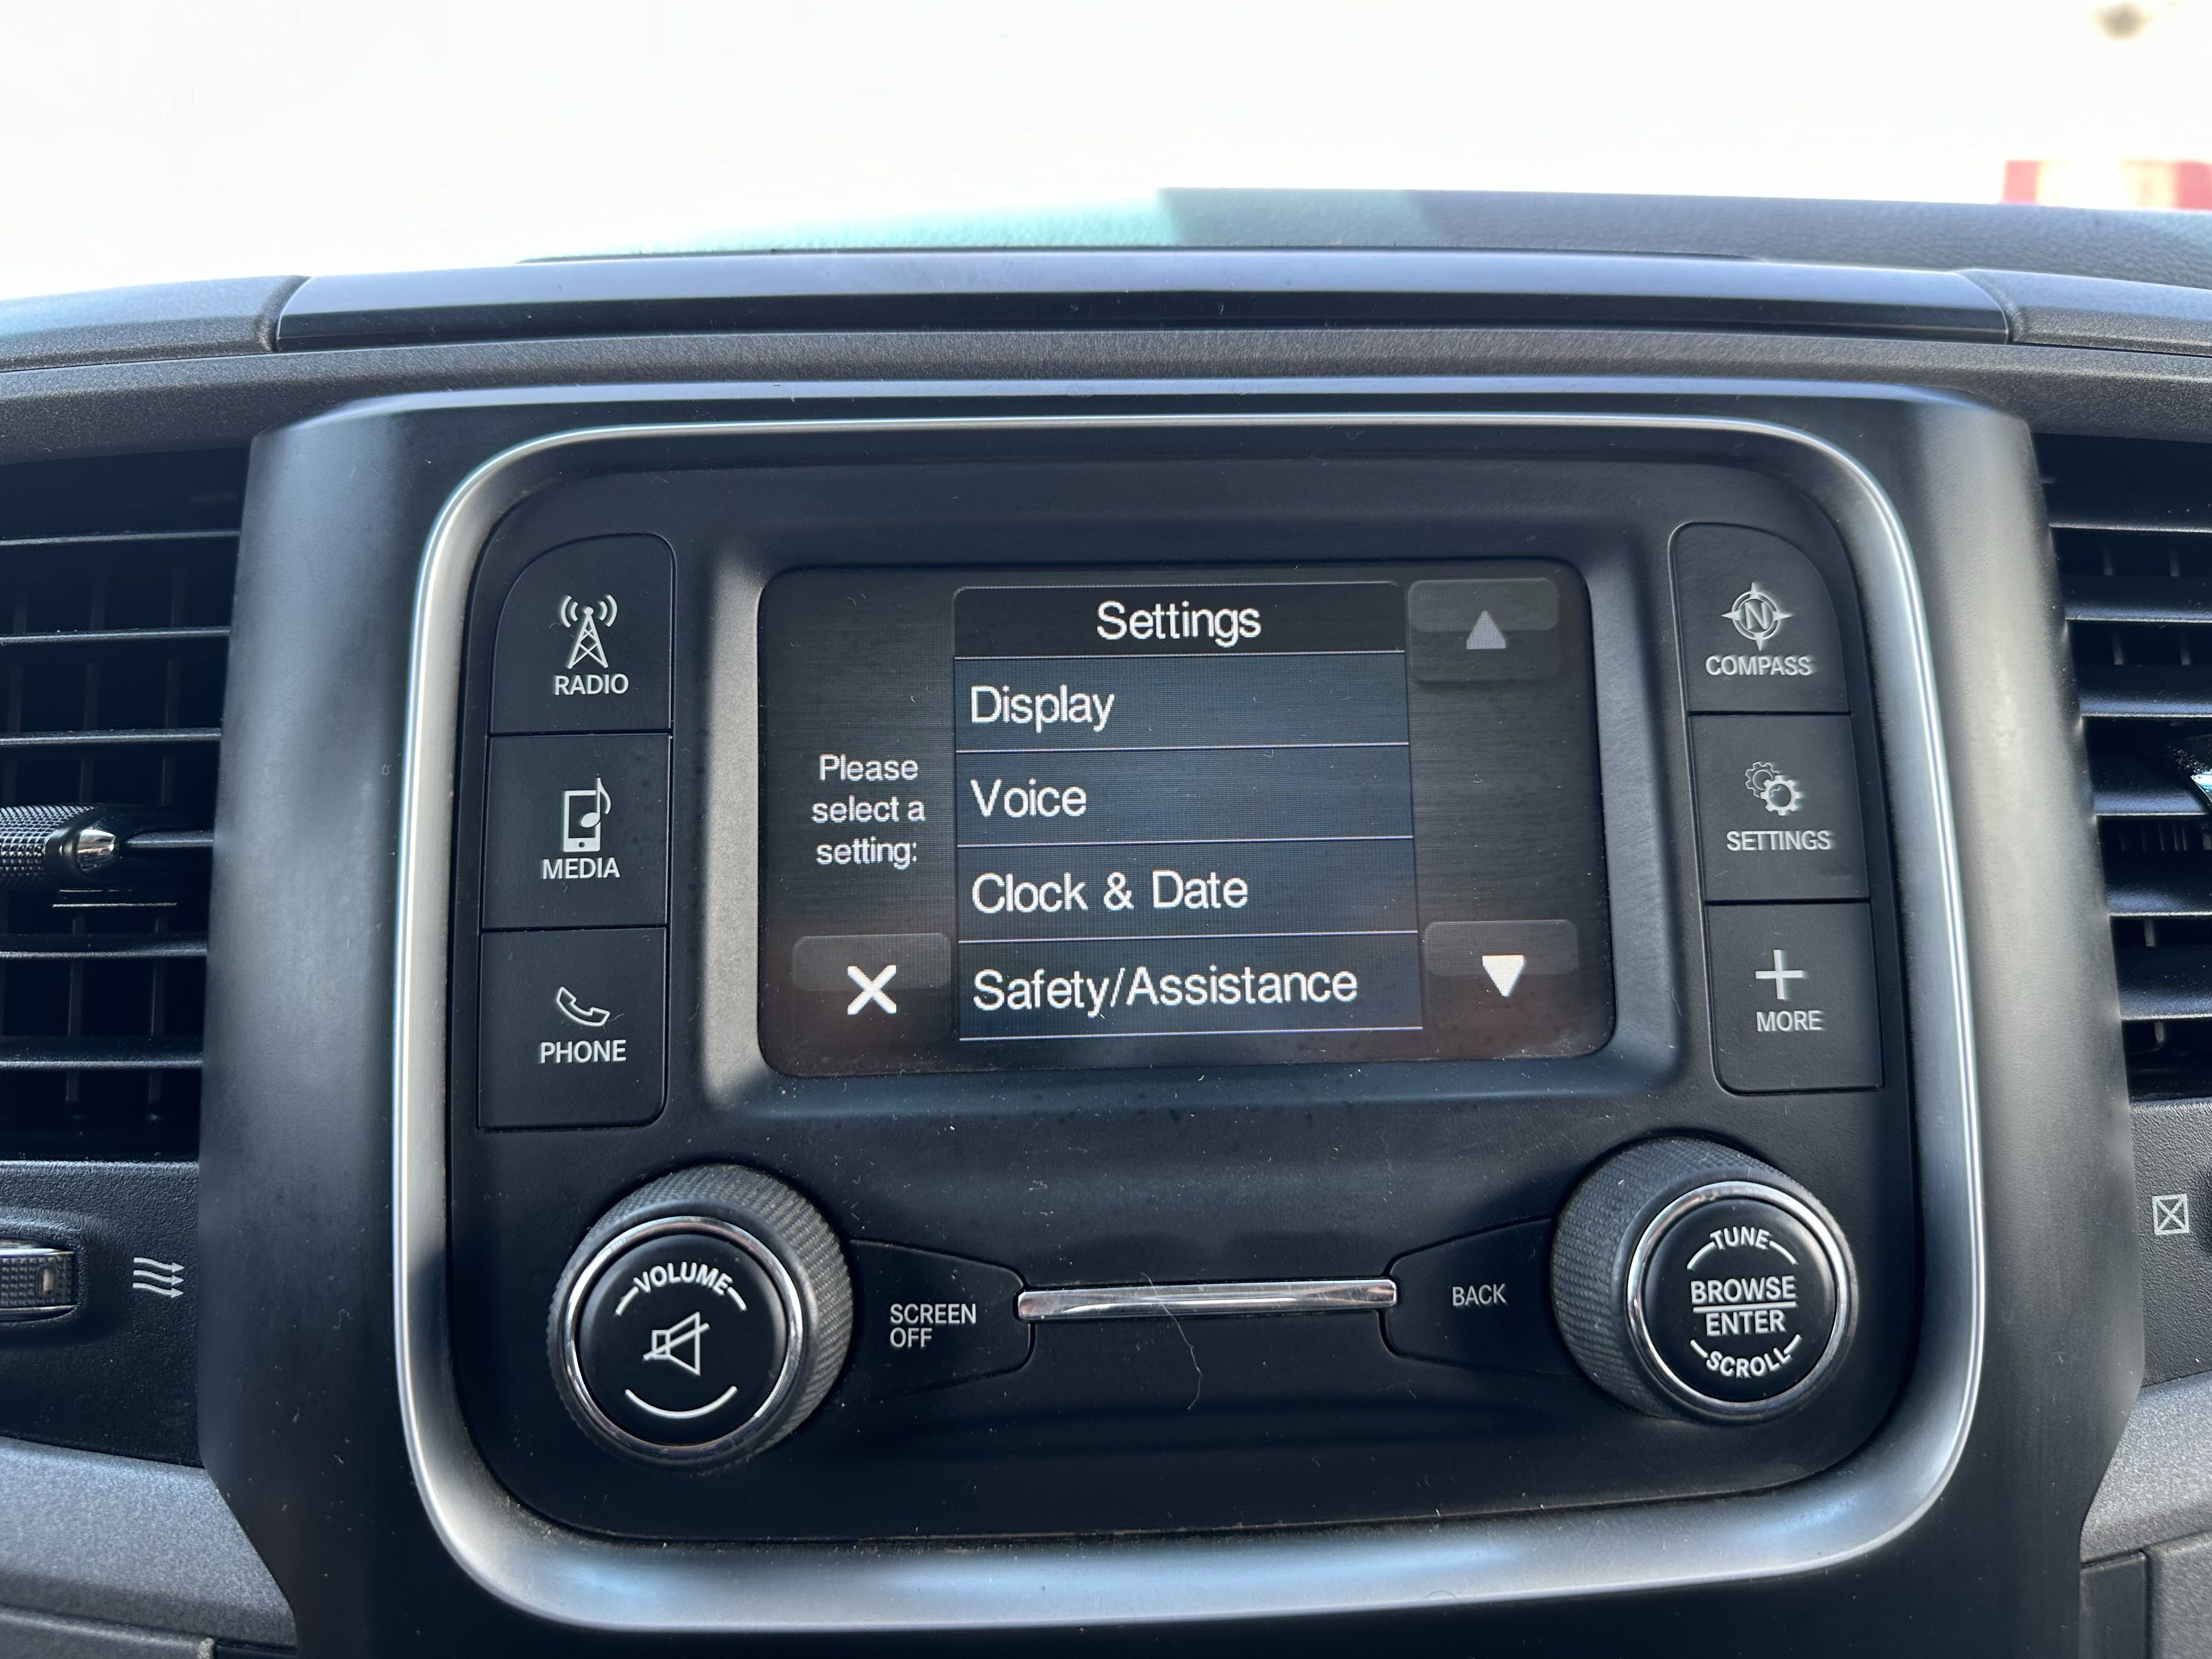 RADIO
MEDIA
PHONE
Settings
Display
Voice
Clock & Date
Safety/Assistance
Please
select a
setting:
N
COMPASS
SETTINGS
MORE
VOLUME
SCREEN
OFF
BACK
TUNE
BROWSE
ENTER
SCROLL